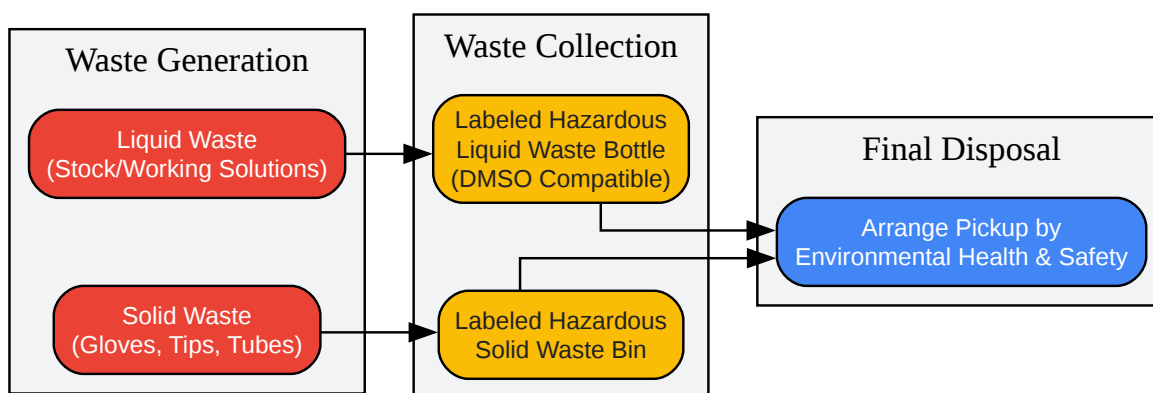 Waste Generation
Liquid Waste
(Stock/Working Solutions)
Solid Waste
(Gloves, Tips, Tubes)
Waste Collection
Labeled Hazardous
Liquid Waste Bottle
(DMSO Compatible)
Labeled Hazardous
Solid Waste Bin
Final Disposal
Arrange Pickup by
Environmental Health & Safety